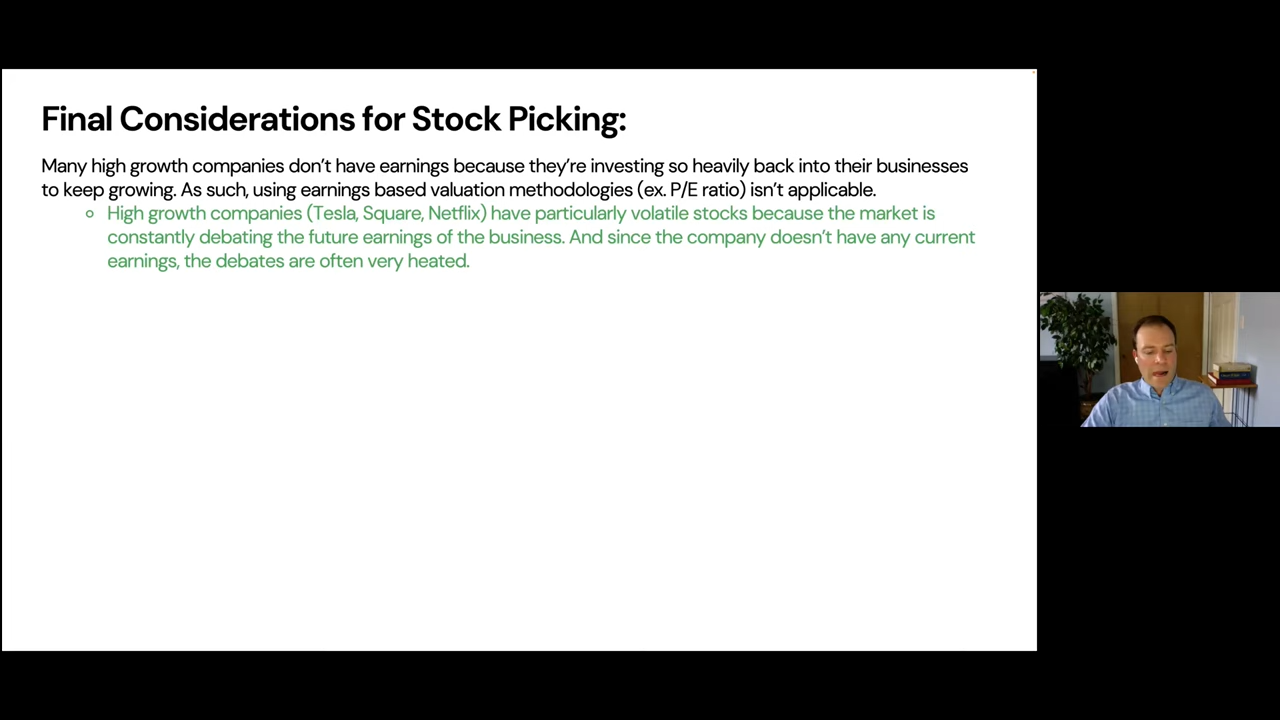 Final Considerations for Stock Picking:
Many high growth companies don’t have earnings because they’re investing so heavily back into their businesses
to keep growing. As such, using earnings based valuation methodologies (ex. P/E ratio) isn’t applicable.
High growth companies (Tesla, Square, Netflix) have particularly volatile stocks because the market is
constantly debating the future earnings of the business. And since the company doesn’t have any current
earnings, the debates are often very heated.